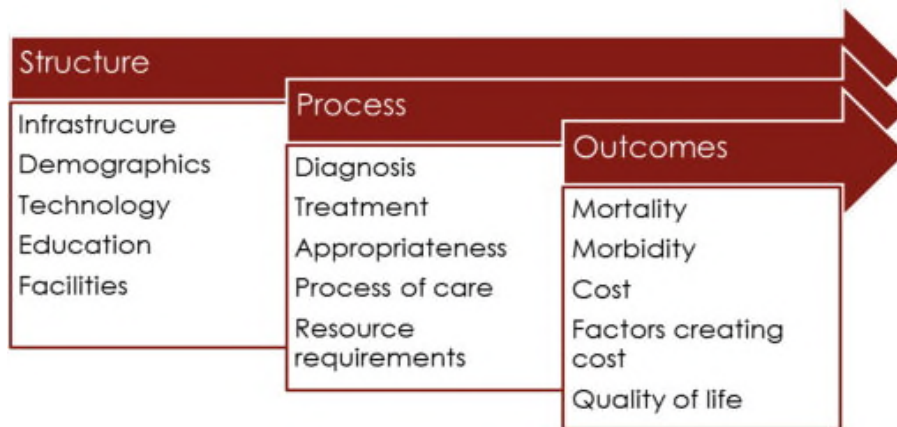 Structure
Infrastrucure
Demographics
Technology
Education
Facilities
Process
Diagnosis
Treatment
Appropriateness
Process of care
Resource
requirements
Outcomes
Mortality
Morbidity
Cost
Factors creating
cost
Quality of life